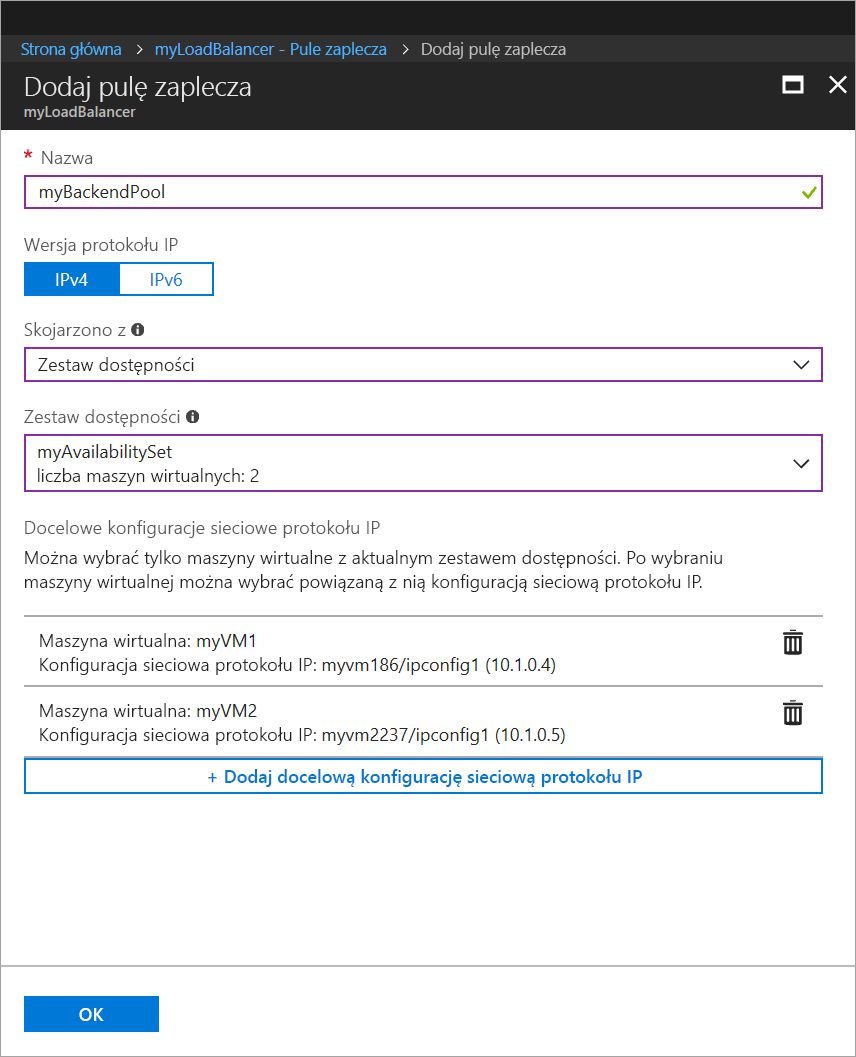 Strona główna > myLoadBalancer - Pule zaplecza > Dodaj pulę zaplecza
Dodaj pulę zaplecza
myLoadBalancer
* Nazwa
myBackendPool
Wersja protokołu IP
IPv4 IPv6
Skojarzono z
Zestaw dostępności
Zestaw dostępności
myAvailabilitySet
liczba maszyn wirtualnych: 2
Docelowe konfiguracje sieciowe protokołu IP
Można wybrać tylko maszyny wirtualne z aktualnym zestawem dostępności. Po wybraniu
maszyny wirtualnej można wybrać powiązaną z nią konfiguracją sieciową protokołu IP.
Maszyna wirtualna: myVM1
Konfiguracja sieciowa protokołu IP: myvm186/ipconfig1 (10.1.0.4)
Maszyna wirtualna: myVM2
Konfiguracja sieciowa protokołu IP: myvm2237/ipconfig1 (10.1.0.5)
+ Dodaj docelową konfigurację sieciową protokołu IP
OK